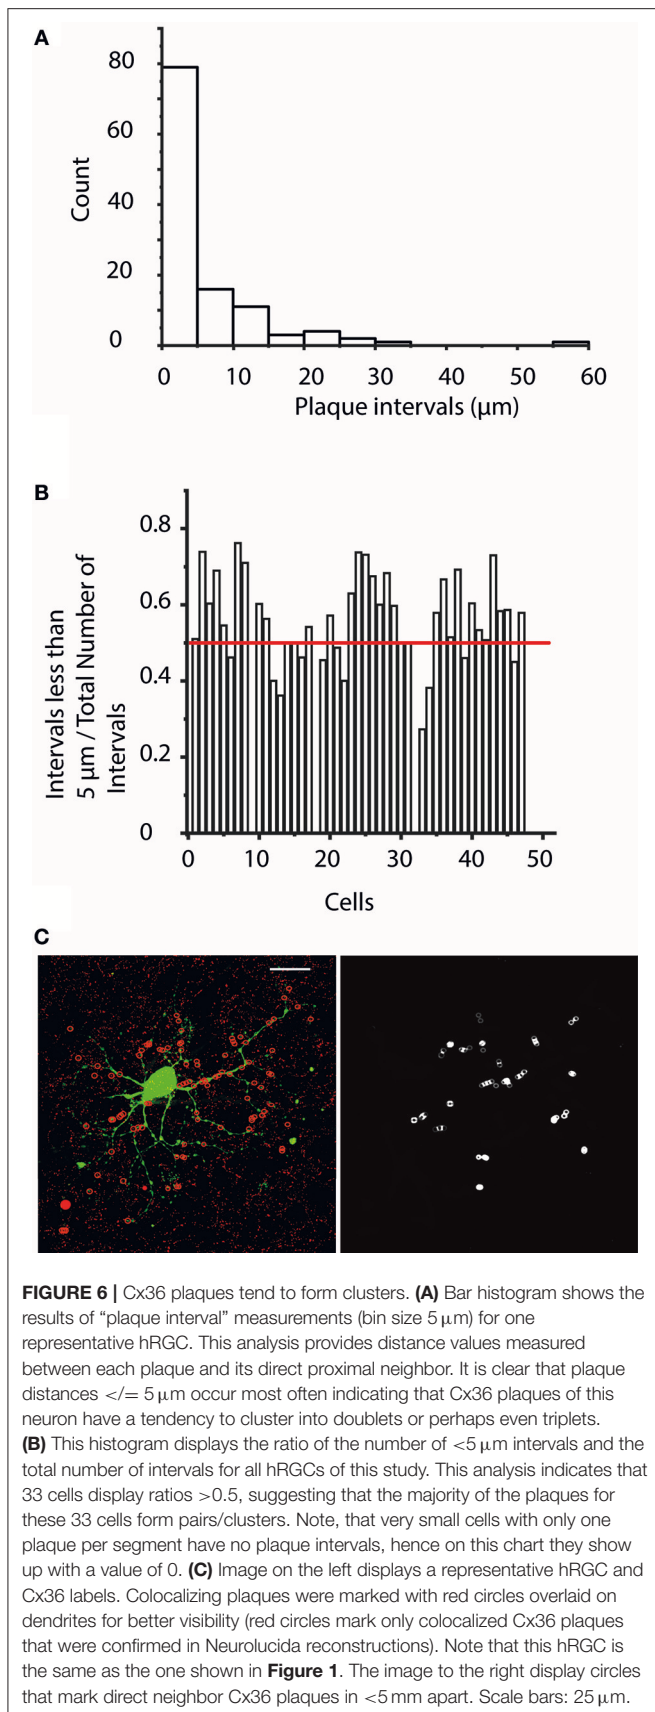 A
80
60
40
20
0
Count
0 10 20 30 40 50 60
Plaque intervals (µm)
B
0.8
0.6
0.4
0.2
0
Intervals less than
5 µm / Total Number of
Intervals
0 10 20 30 40 50
Cells
C
FIGURE 6 | Cx36 plaques tend to form clusters. (A) Bar histogram shows the
results of “plaque interval” measurements (bin size 5 µm) for one
representative hRGC. This analysis provides distance values measured
between each plaque and its direct proximal neighbor. It is clear that plaque
distances </= 5 µm occur most often indicating that Cx36 plaques of this
neuron have a tendency to cluster into doublets or perhaps even triplets.
(B) This histogram displays the ratio of the number of <5 µm intervals and the
total number of intervals for all hRGCs of this study. This analysis indicates that
33 cells display ratios >0.5, suggesting that the majority of the plaques for
these 33 cells form pairs/clusters. Note, that very small cells with only one
plaque per segment have no plaque intervals, hence on this chart they show
up with a value of 0. (C) Image on the left displays a representative hRGC and
Cx36 labels. Colocalizing plaques were marked with red circles overlaid on
dendrites for better visibility (red circles mark only colocalized Cx36 plaques
that were confirmed in Neurolucida reconstructions). Note that this hRGC is
the same as the one shown in Figure 1. The image to the right display circles
that mark direct neighbor Cx36 plaques in <5 mm apart. Scale bars: 25 µm.